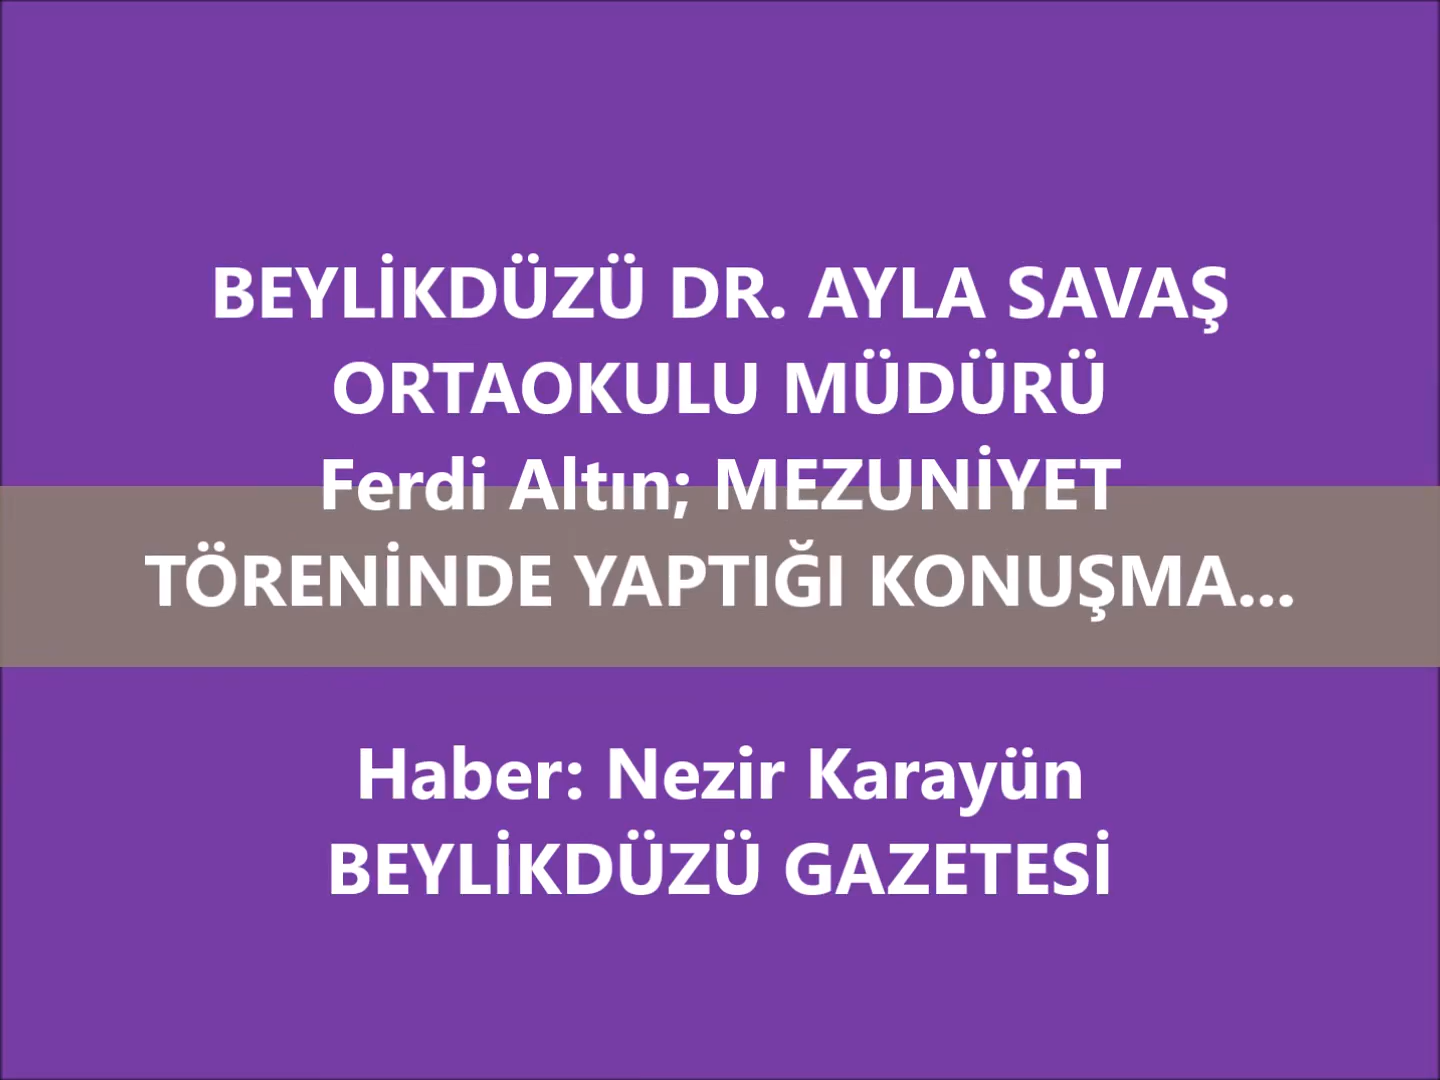 BEYLİKDÜZÜ DR. AYLA SAVAŞ
ORTAOKULU MÜDÜRÜ
Ferdi Altın; MEZUNİYET
TÖRENİNDE YAPTIĞI KONUŞMA...
Haber: Nezir Karayün
BEYLİKDÜZÜ GAZETESİ